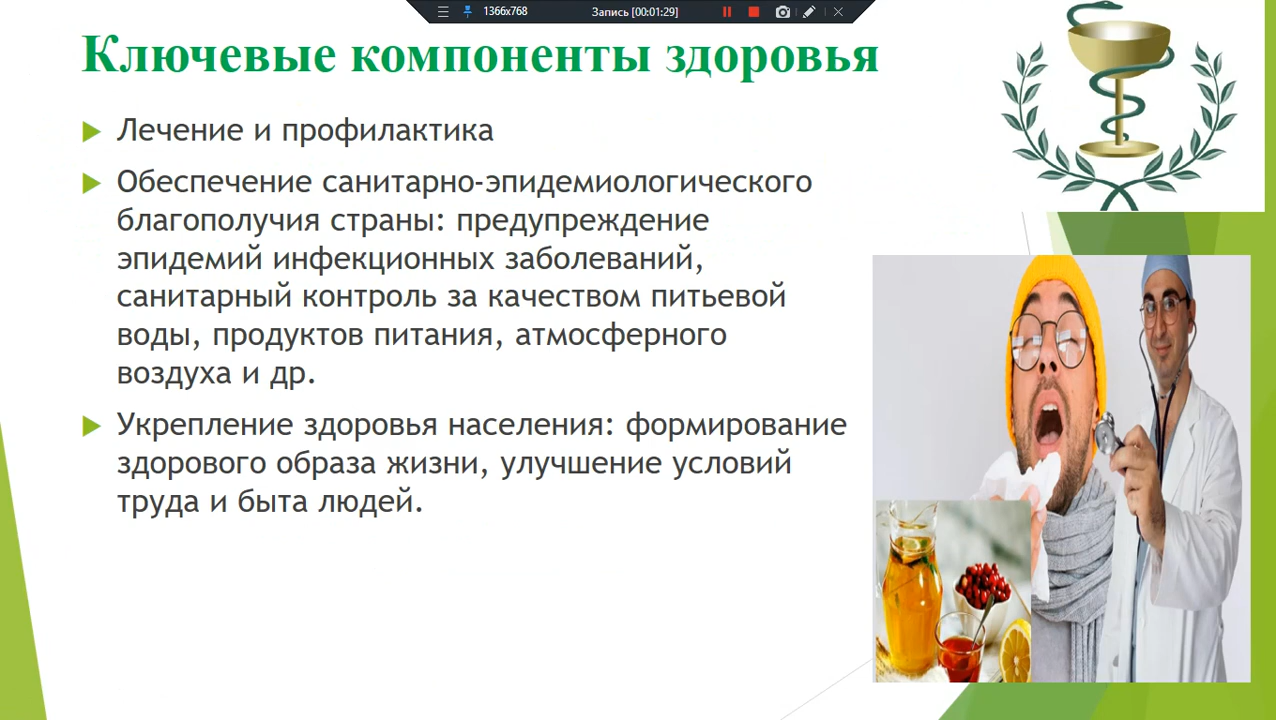 1366x768
Запись [00:01:29]
Ключевые компоненты здоровья
Лечение и профилактика
Обеспечение санитарно-эпидемиологического
благополучия страны: предупреждение
эпидемий инфекционных заболеваний,
санитарный контроль за качеством питьевой
воды, продуктов питания, атмосферного
воздуха и др.
Укрепление здоровья населения: формирование
здорового образа жизни, улучшение условий
труда и быта людей.